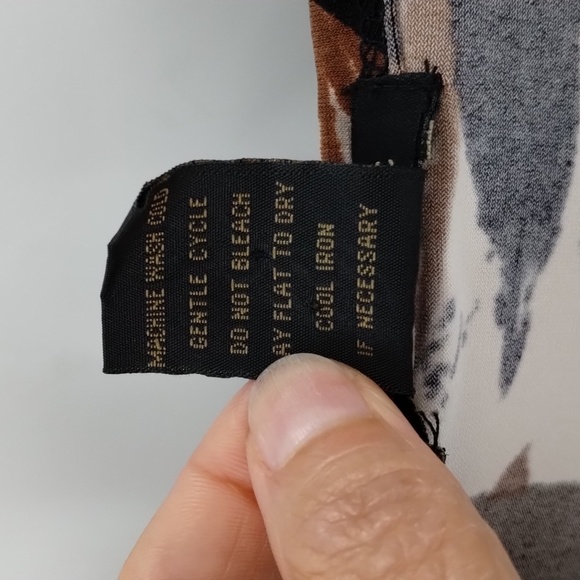 MACHINE WASH COLD
GENTLE CYCLE
DO NOT BLEACH
AY FLAT TO DRY
COOL IRON
IF NECESSARY